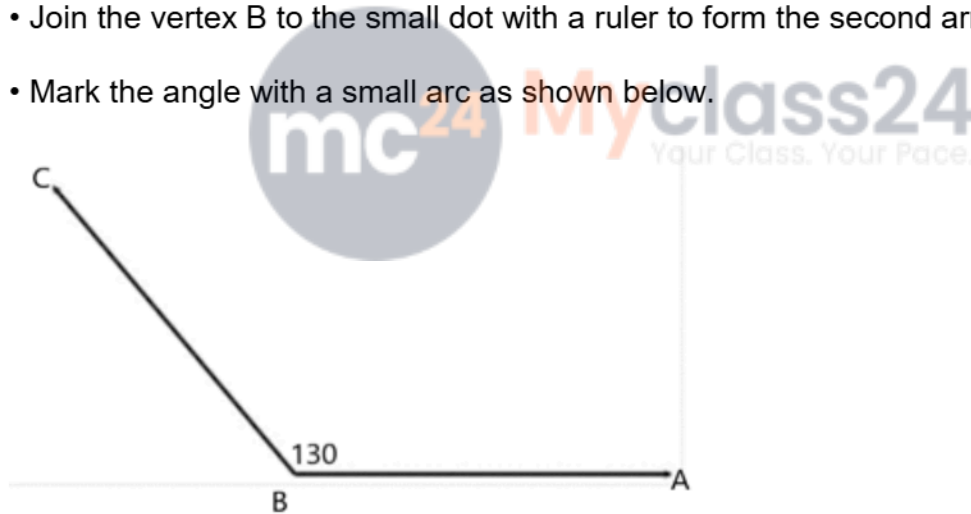 • Join the vertex B to the small dot with a ruler to form the second
• Mark the angle with a small arc as shown below.
mc24 Myclass24
Your Class. Your Pace.
C
130
A
B